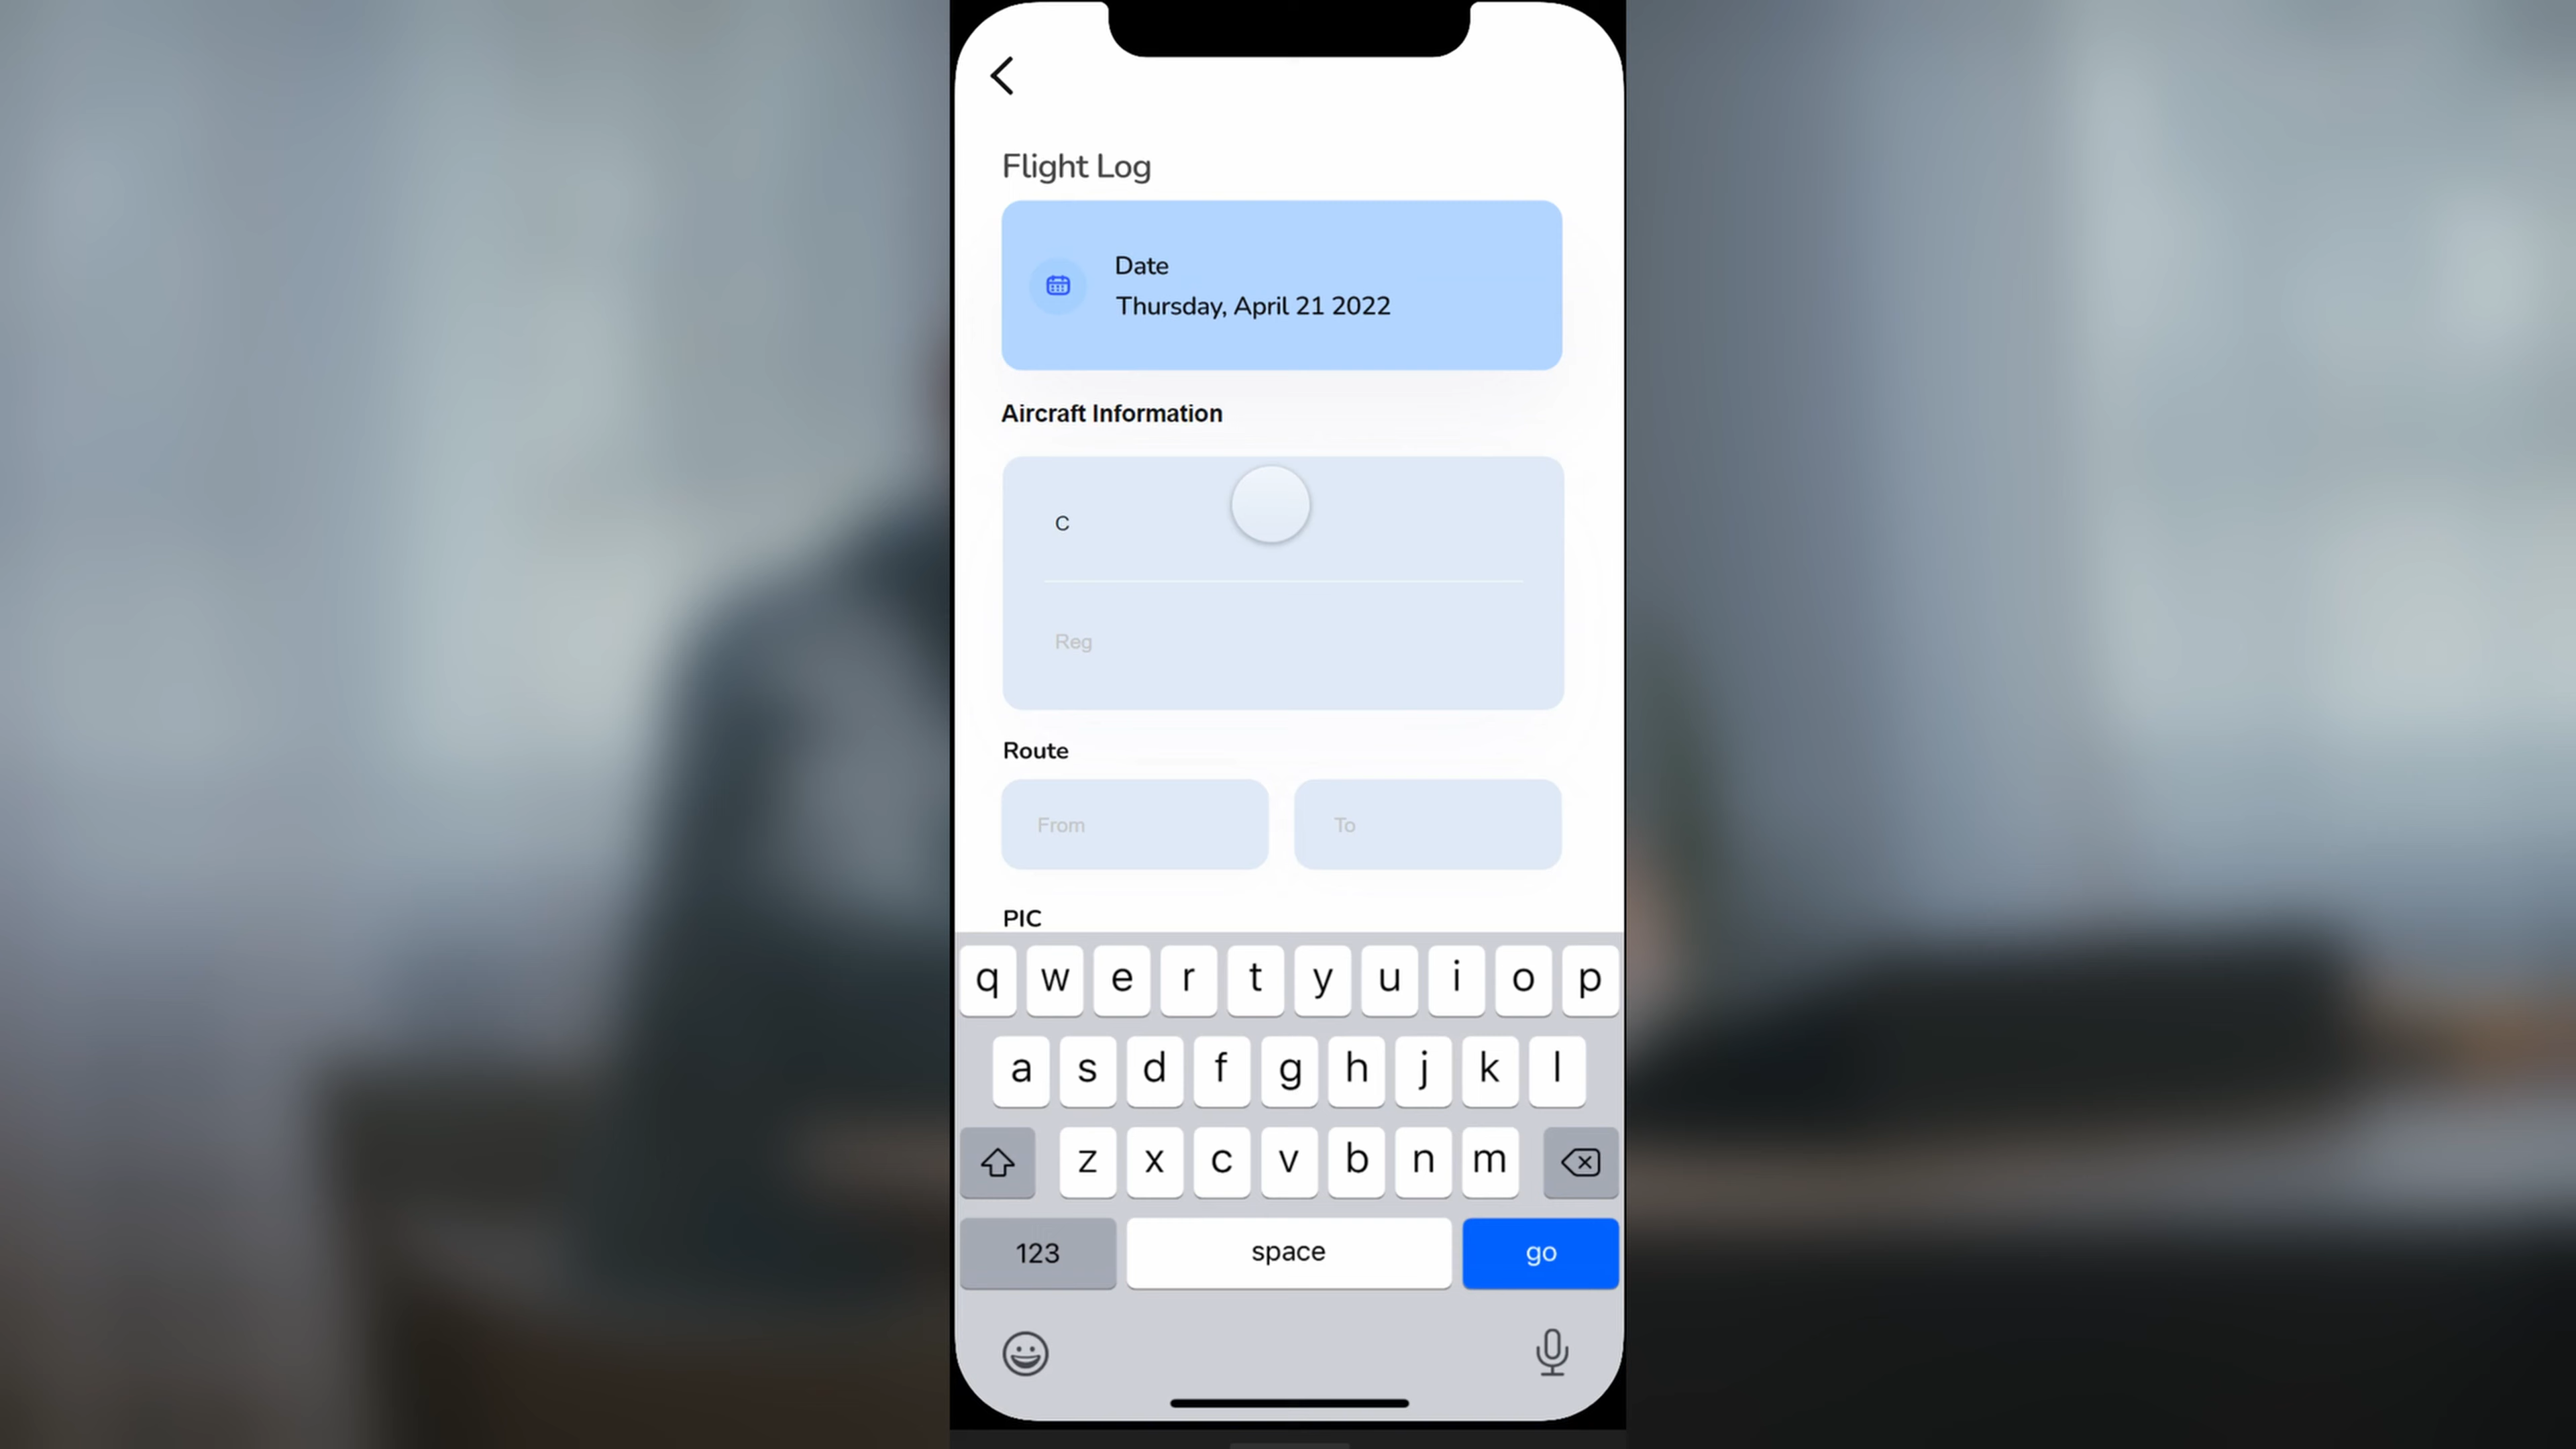 Flight Log
Date
Thursday, April 21 2022
Aircraft Information
C
Reg
Route
From
To
PIC
q w e r t y u i o p
a s d f g h j k l
z x c v b n m
123 space go